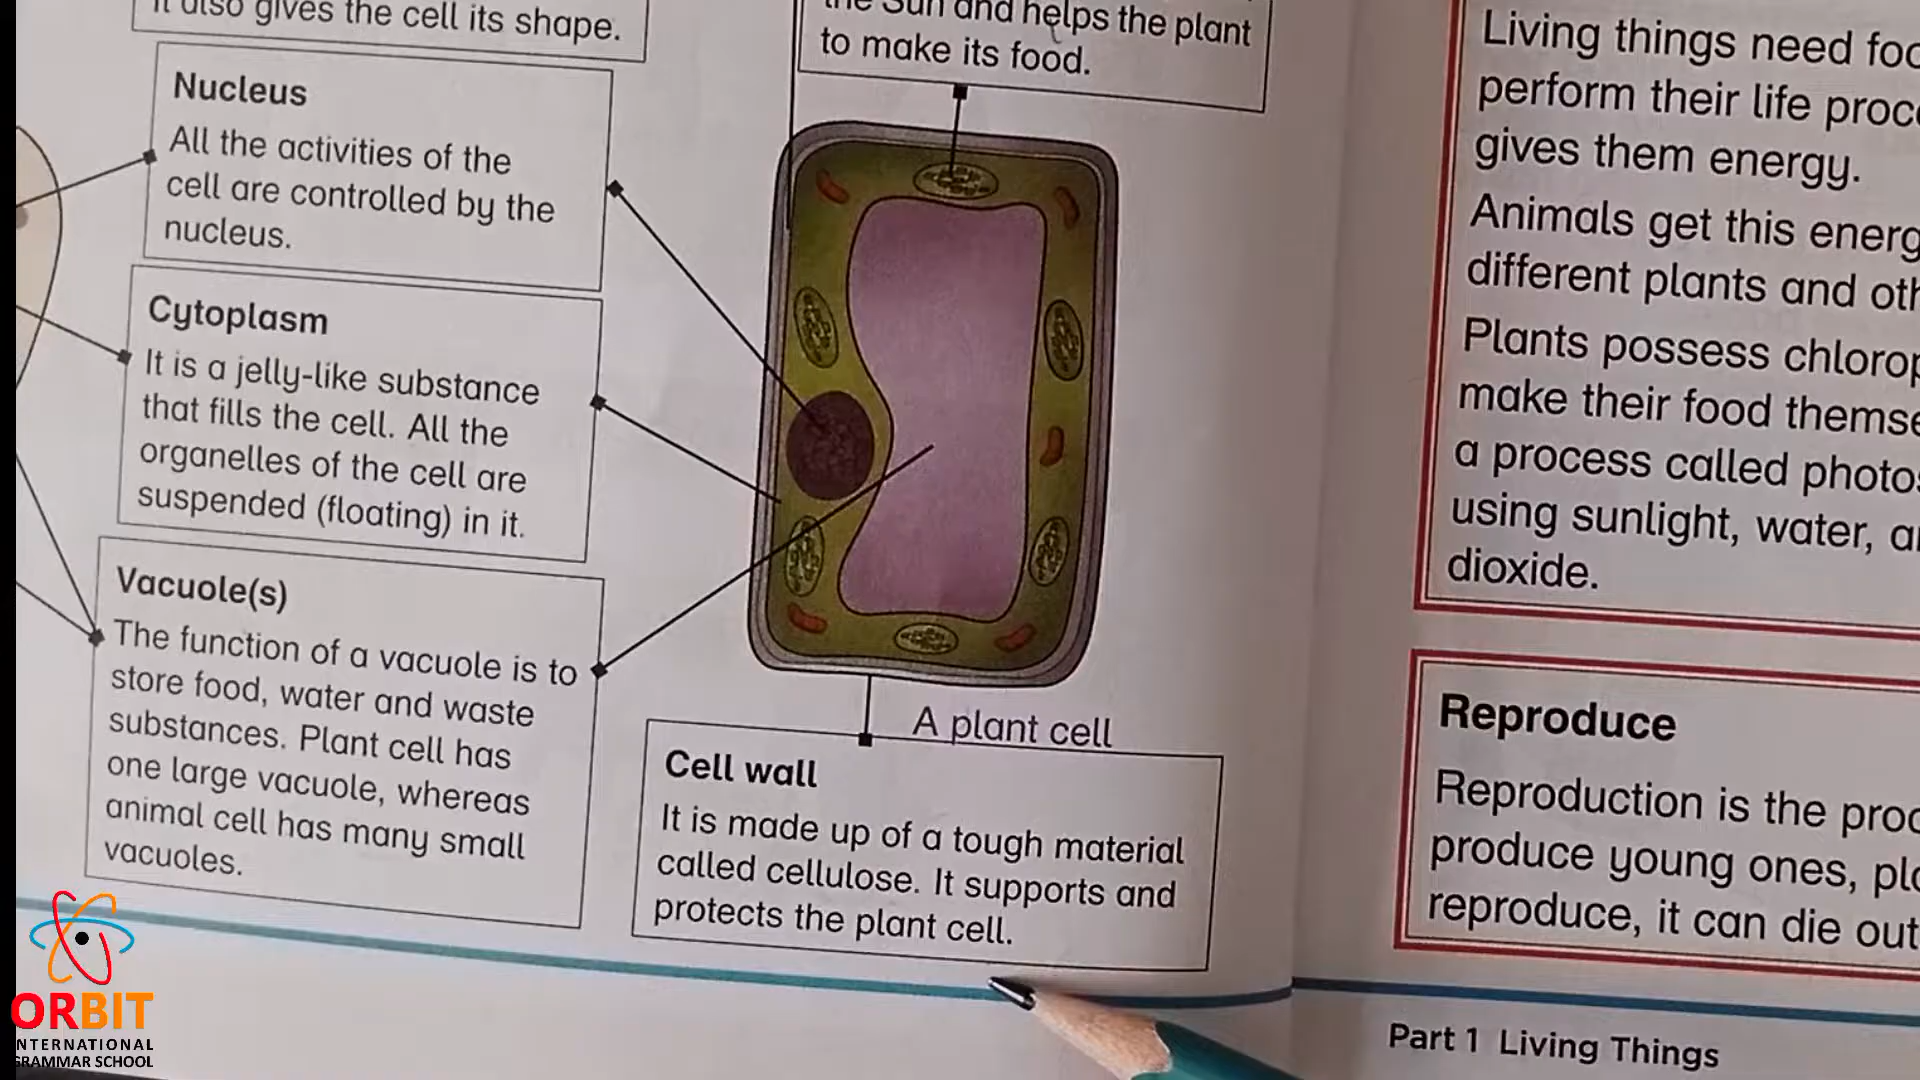 It also gives the cell its shape.
Nucleus
All the activities of the
cell are controlled by the
nucleus.
Cytoplasm
It is a jelly-like substance
that fills the cell. All the
organelles of the cell are
suspended (floating) in it.
Vacuole(s)
The function of a vacuole is to
store food, water and waste
substances. Plant cell has
one large vacuole, whereas
animal cell has many small
vacuoles.
the Sun and helps the plant
to make its food.
A plant cell
Cell wall
It is made up of a tough material
called cellulose. It supports and
protects the plant cell.
Living things need
perform their life
gives them energy.
Animals get this
different plants and
Plants possess
make their food
a process called
using sunlight, water,
dioxide.
Reproduce
Reproduction is the
produce young ones,
reproduce, it can die out
Part 1 Living Things
ORBIT
INTERNATIONAL
GRAMMAR SCHOOL